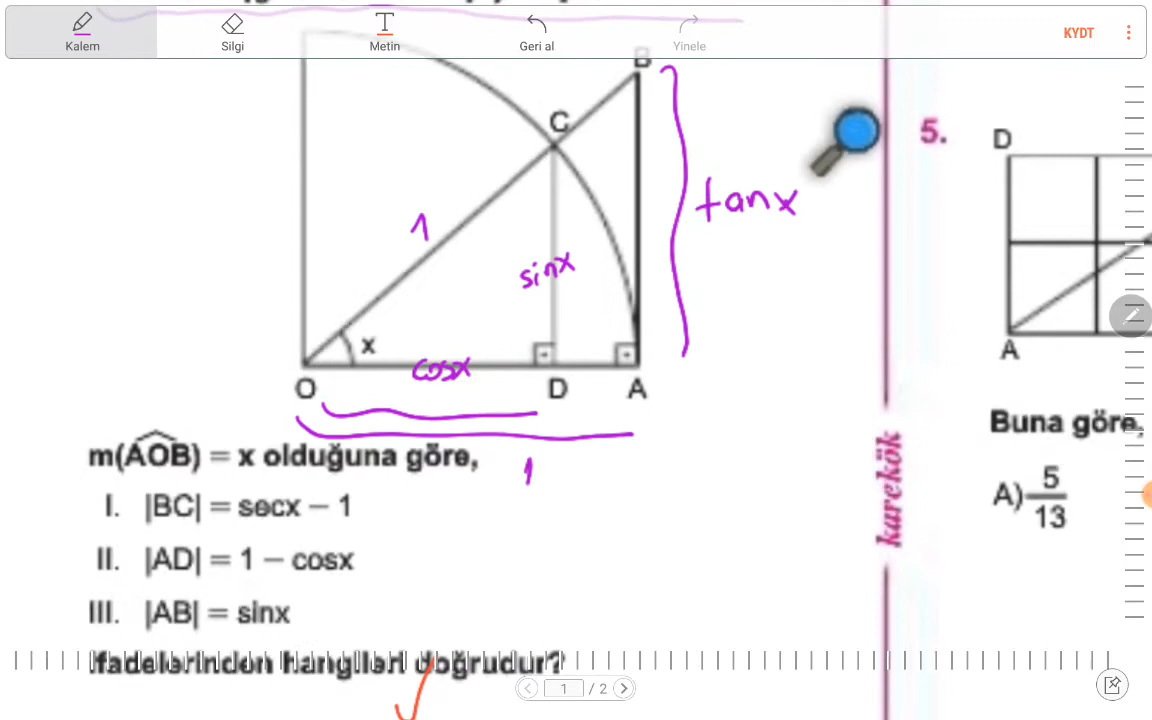 Kalem
Silgi
Metin
Geri al
Yinele
KYDT
B
C
1
sinx
tanx
x
cosx
O
D
A
1
m(AOB) = x olduğuna göre,
I. |BC| = secx − 1
II. |AD| = 1 − cosx
III. |AB| = sinx
ifadelerinden hangileri doğrudur?
1 / 2
karekök
5.
D
A
Buna göre,
A) 5/13